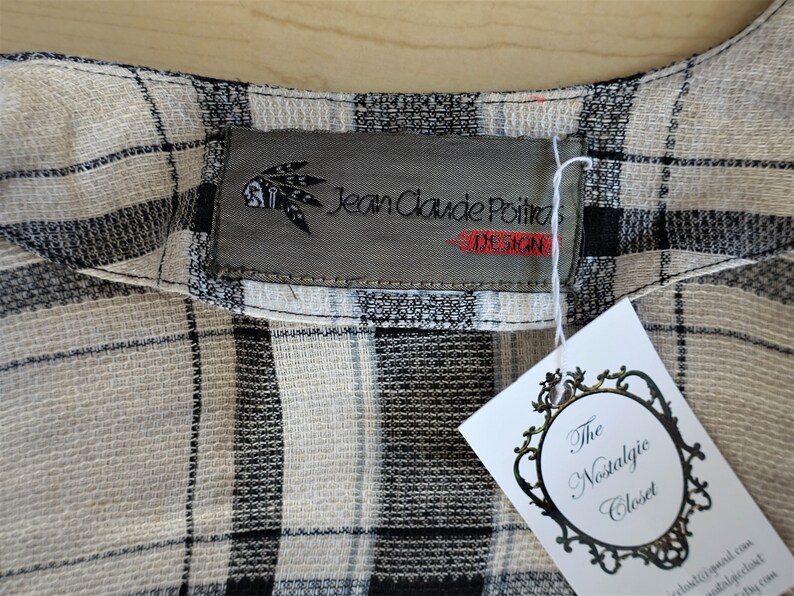 Jean Claude Poitras
DESIGN
The
Nostalgic
Closet